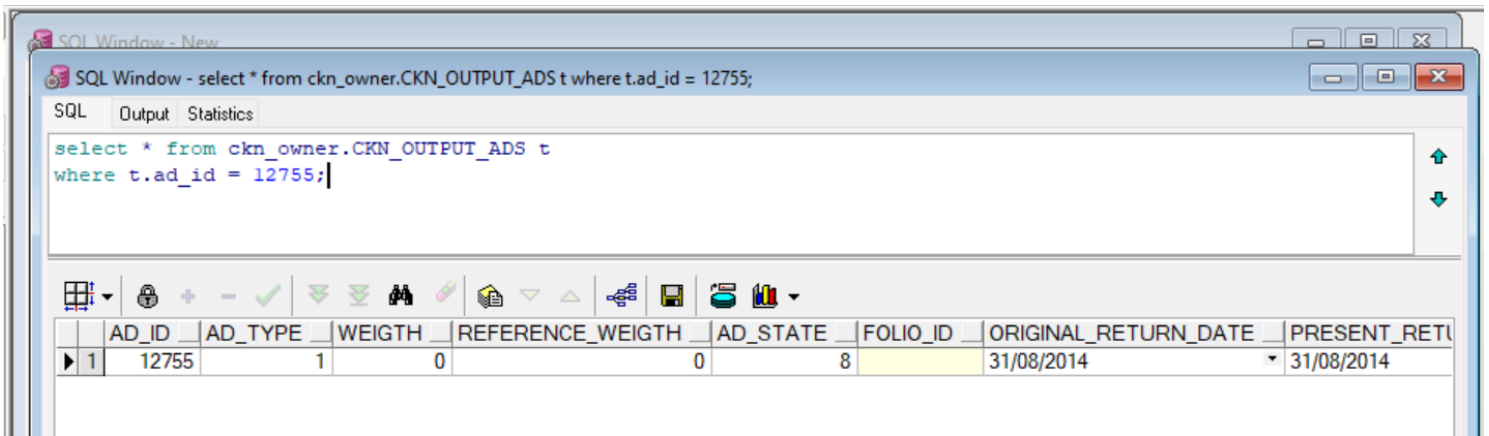 SQL Window - New
SQL Window - select * from ckn_owner.CKN_OUTPUT_ADS t where t.ad_id = 12755;
SQL Output Statistics
select * from ckn_owner.CKN_OUTPUT_ADS t
where t.ad_id = 12755;
AD_ID AD_TYPE WEIGTH REFERENCE_WEIGTH AD_STATE FOLIO_ID ORIGINAL_RETURN_DATE PRESENT_RETU
1 12755 1 0 0 8 31/08/2014 31/08/2014